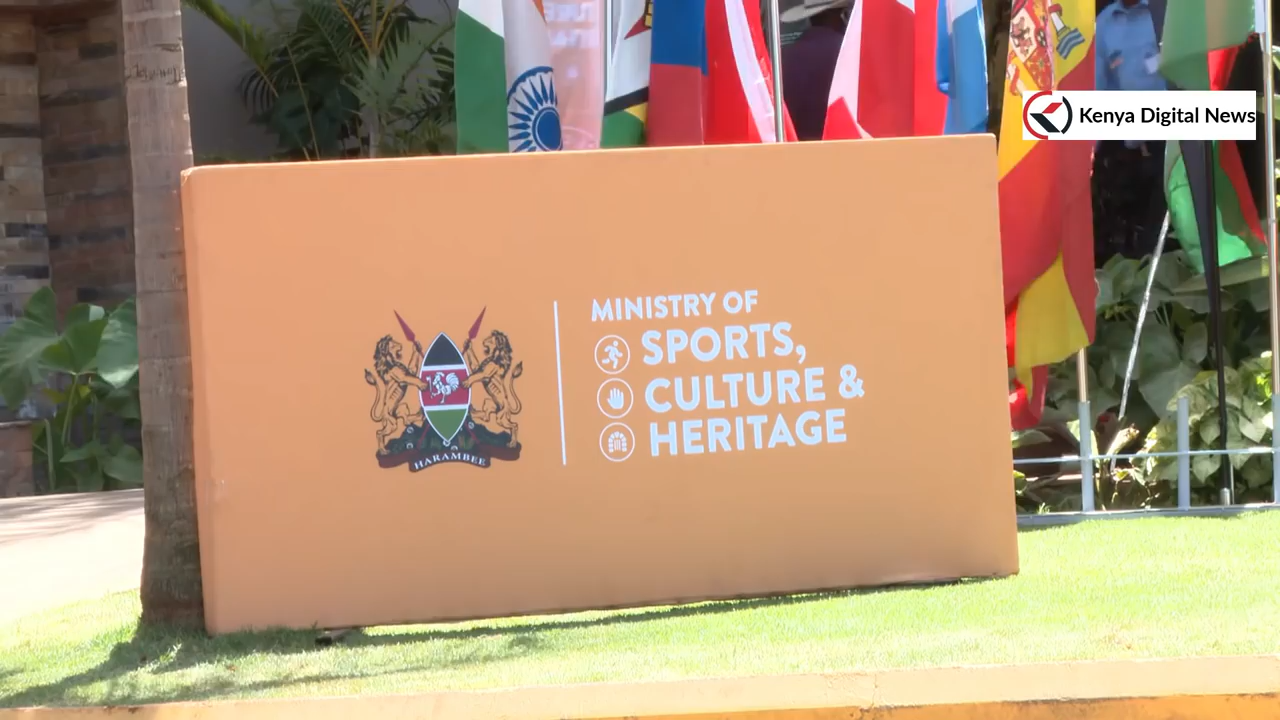 Kenya Digital News
MINISTRY OF
SPORTS,
CULTURE &
HERITAGE
HARAMBEE